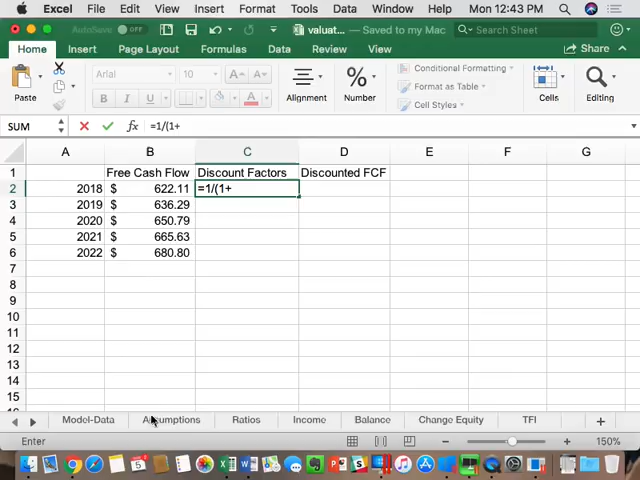 Excel File Edit View Insert Format Tools Data Window Help Mon 12:43 PM
AutoSave OFF valuat... — Saved to my Mac Search Sheet
Home Insert Page Layout Formulas Data Review View Share
Paste Arial 10 A A B I U A Alignment % Number Conditional Formatting Format as Table Cell Styles Cells Editing
SUM fx =1/(1+
A B C D E F G
1 Free Cash Flow Discount Factors Discounted FCF
2 2018 $ 622.11 =1/(1+
3 2019 $ 636.29
4 2020 $ 650.79
5 2021 $ 665.63
6 2022 $ 680.80
7
8
9
10
11
12
13
14
15
16
Model-Data Assumptions Ratios Income Balance Change Equity TFI
Enter 150%